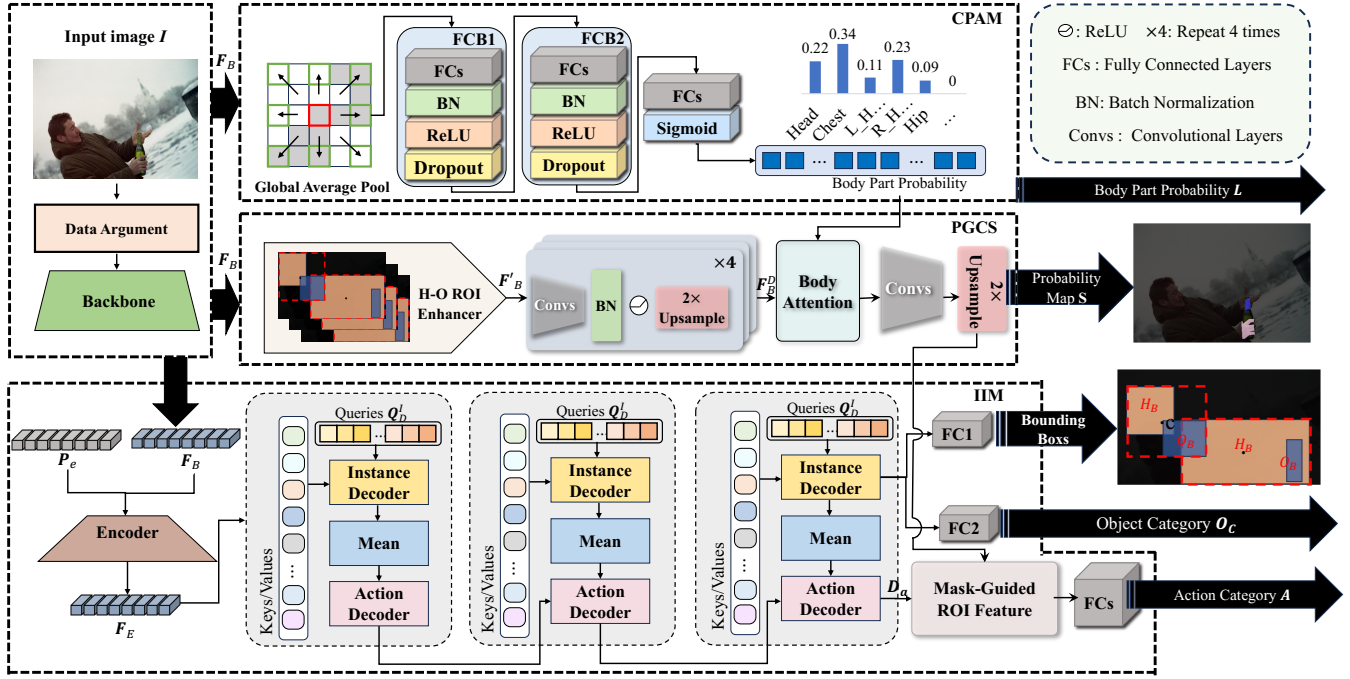 Input image I
Data Argument
Backbone
F_B
F_B
CPAM
Global Average Pool
FCB1
FCs
BN
ReLU
Dropout
FCB2
FCs
BN
ReLU
Dropout
FCs
Sigmoid
0.22
0.34
0.11
0.23
0.09
0
Head
Chest
L_H...
R_H...
Hip
...
...
...
Body Part Probability
: ReLU ×4: Repeat 4 times
FCs : Fully Connected Layers
BN: Batch Normalization
Convs : Convolutional Layers
Body Part Probability L
PGCS
H-O ROI
Enhancer
F'_B
Convs
BN
2×
Upsample
×4
F_B^D
Body
Attention
Convs
2×
Upsample
Probability
Map S
IIM
P_e
F_B
Encoder
F_E
Keys/Values
...
Queries Q_D^I
...
Instance
Decoder
Mean
Action
Decoder
Keys/Values
...
Queries Q_D^I
...
Instance
Decoder
Mean
Action
Decoder
Keys/Values
...
Queries Q_D^I
...
Instance
Decoder
Mean
Action
Decoder
D_a
FC1
Bounding
Boxs
H_B
C
O_B
H_B
O_B
FC2
Object Category O_C
Mask-Guided
ROI Feature
FCs
Action Category A